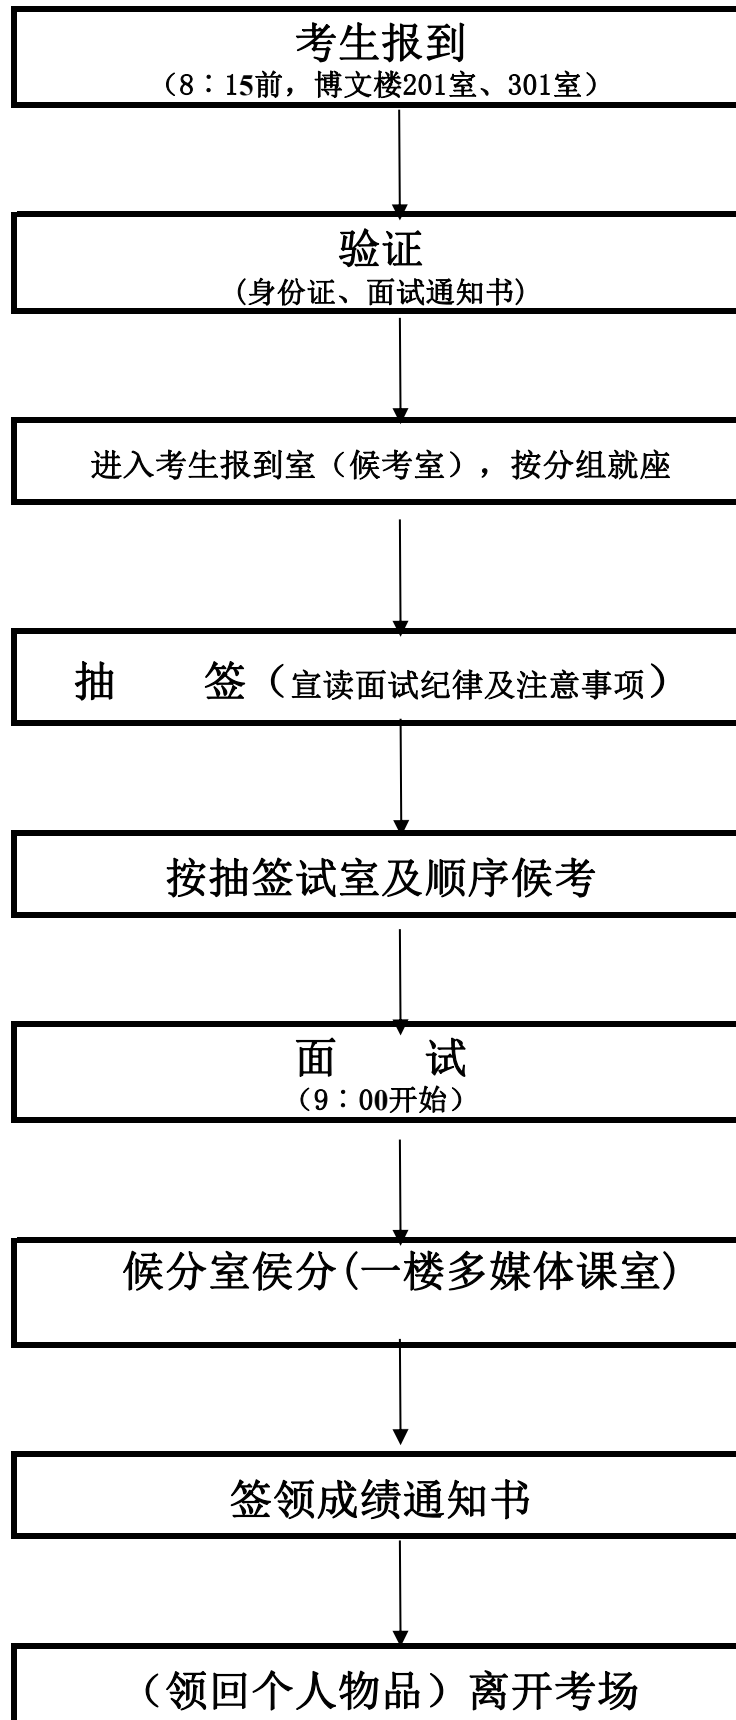 考生报到
（8：15前，博文楼201室、301室）
验证
(身份证、面试通知书)
进入考生报到室（候考室），按分组就座
抽　　签（宣读面试纪律及注意事项）
按抽签试室及顺序候考
面　　试
（9：00开始）
候分室侯分(一楼多媒体课室)
签领成绩通知书
（领回个人物品）离开考场